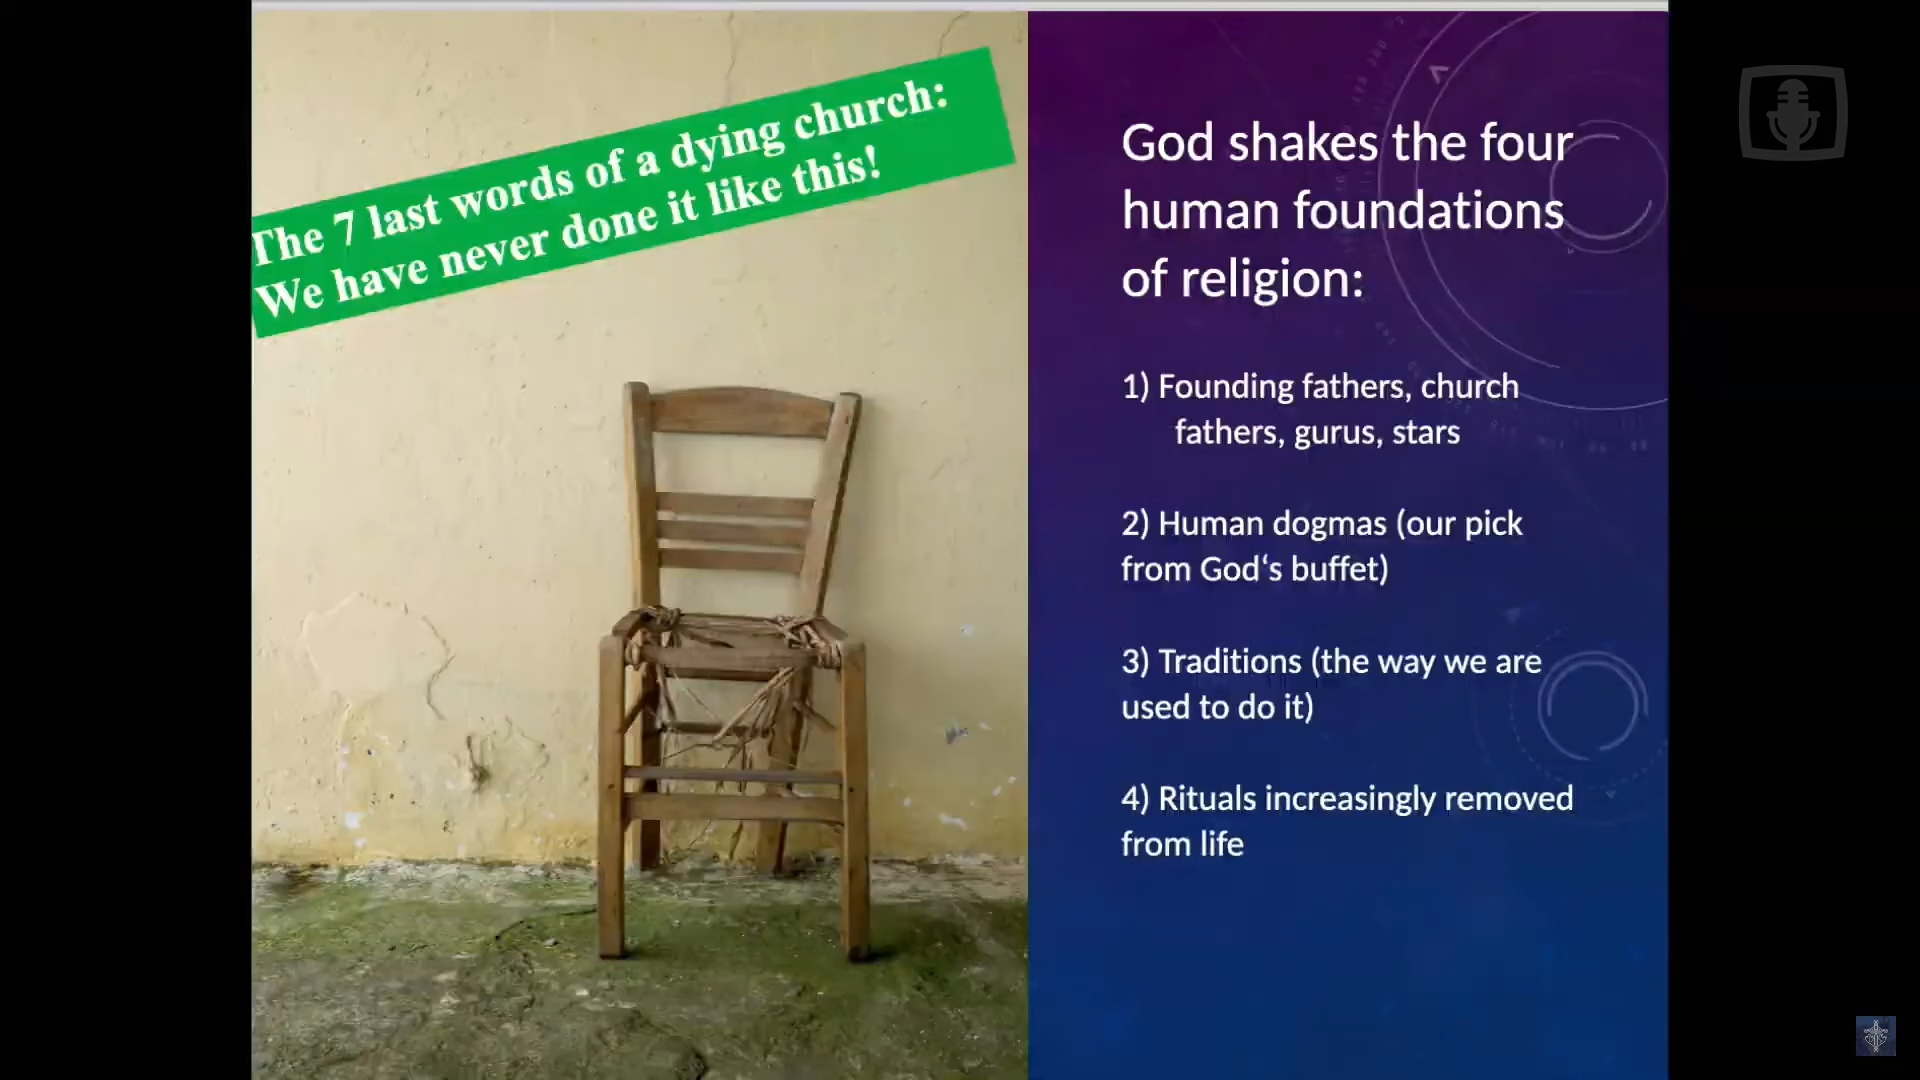 The 7 last words of a dying church:
We have never done it like this!
God shakes the four
human foundations
of religion:
1) Founding fathers, church
fathers, gurus, stars
2) Human dogmas (our pick
from God‘s buffet)
3) Traditions (the way we are
used to do it)
4) Rituals increasingly removed
from life